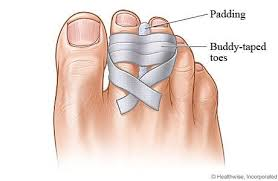 Padding
Buddy-taped
toes
© Healthwise, Incorporated